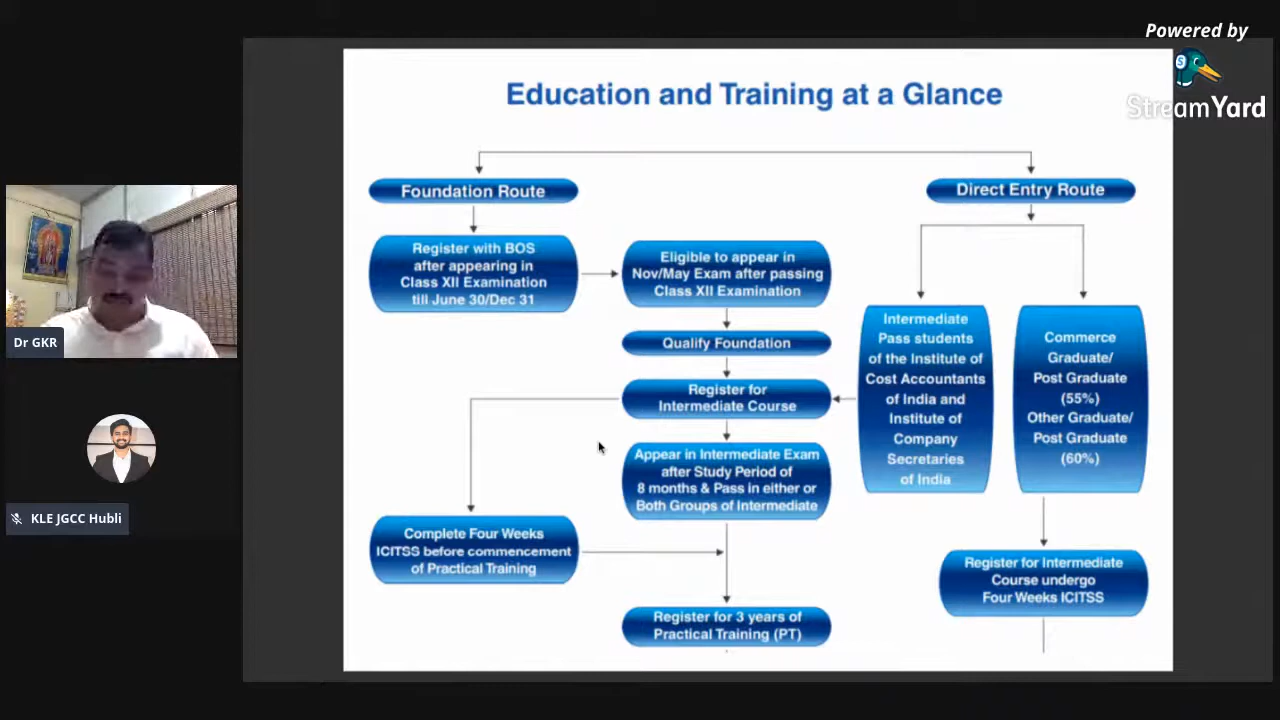 Powered by
StreamYard
Education and Training at a Glance
Foundation Route
Direct Entry Route
Register with BOS
after appearing in
Class XII Examination
till June 30/Dec 31
Eligible to appear in
Nov/May Exam after passing
Class XII Examination
Qualify Foundation
Register for
Intermediate Course
Appear in Intermediate Exam
after Study Period of
8 months & Pass in either or
Both Groups of Intermediate
Intermediate
Pass students
of the Institute of
Cost Accountants
of India and
Institute of
Company
Secretaries
of India
Commerce
Graduate/
Post Graduate
(55%)
Other Graduate/
Post Graduate
(60%)
Complete Four Weeks
ICITSS before commencement
of Practical Training
Register for Intermediate
Course undergo
Four Weeks ICITSS
Register for 3 years of
Practical Training (PT)
Dr GKR
KLE JGCC Hubli